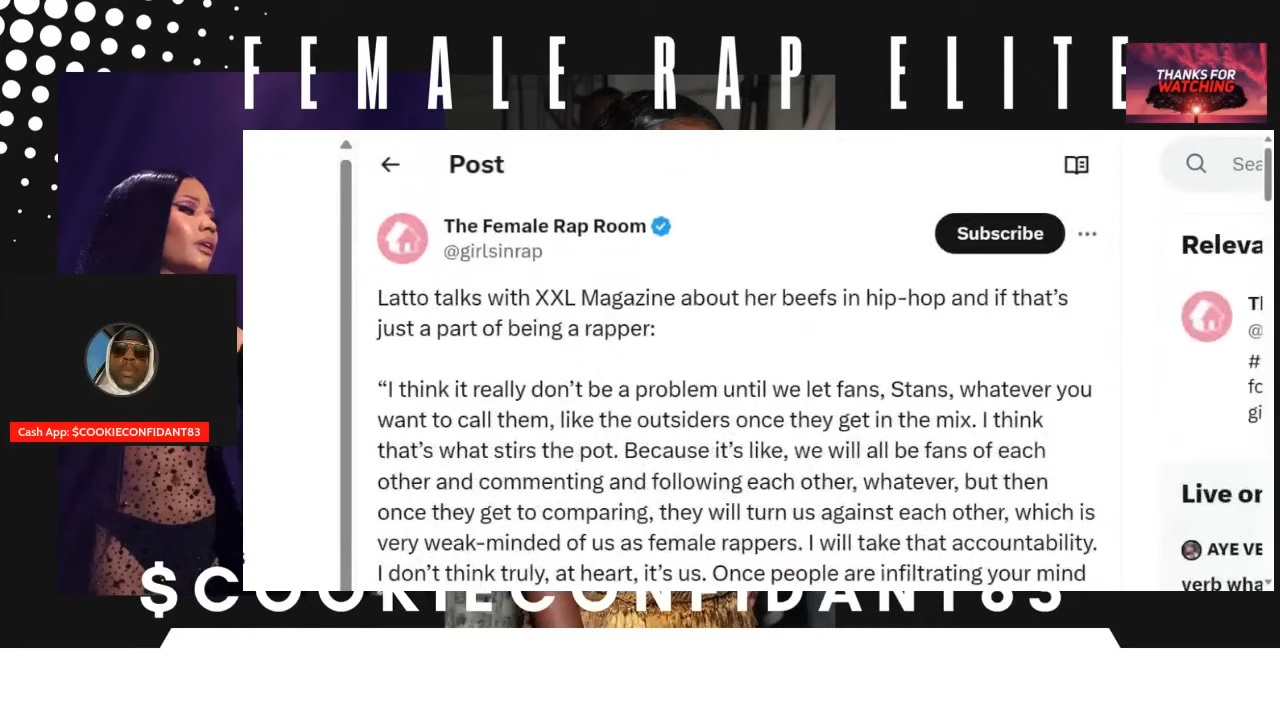 FEMALE RAP ELITE
THANKS FOR
WATCHING
Post
The Female Rap Room
@girlsinrap
Subscribe
Latto talks with XXL Magazine about her beefs in hip-hop and if that's
just a part of being a rapper:
“I think it really don’t be a problem until we let fans, Stans, whatever you
want to call them, like the outsiders once they get in the mix. I think
that’s what stirs the pot. Because it’s like, we will all be fans of each
other and commenting and following each other, whatever, but then
once they get to comparing, they will turn us against each other, which is
very weak-minded of us as female rappers. I will take that accountability.
I don’t think truly, at heart, it’s us. Once people are infiltrating your mind
Sea
Releva
T
@
#
fc
gi
Live or
AYE VE
verb wha
Cash App: $COOKIECONFIDANT83
$COOKIECONFIDANT83